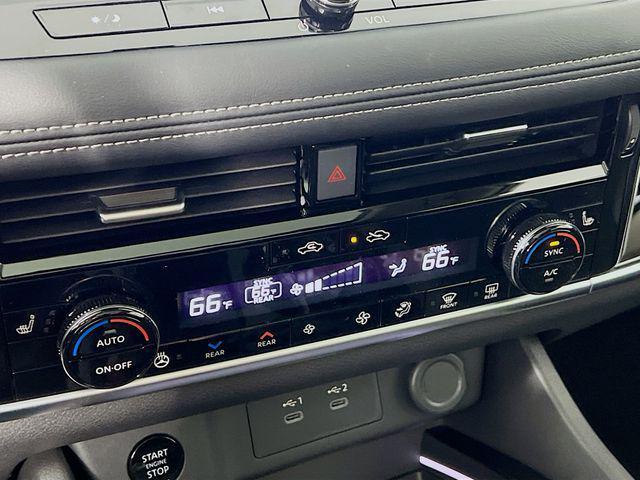 VOL
SYNC
66°F
SYNC
66°F
REAR
SYNC
66°F
SYNC
A/C
AUTO
ON•OFF
REAR
REAR
FRONT
REAR
1
2
START
ENGINE
STOP